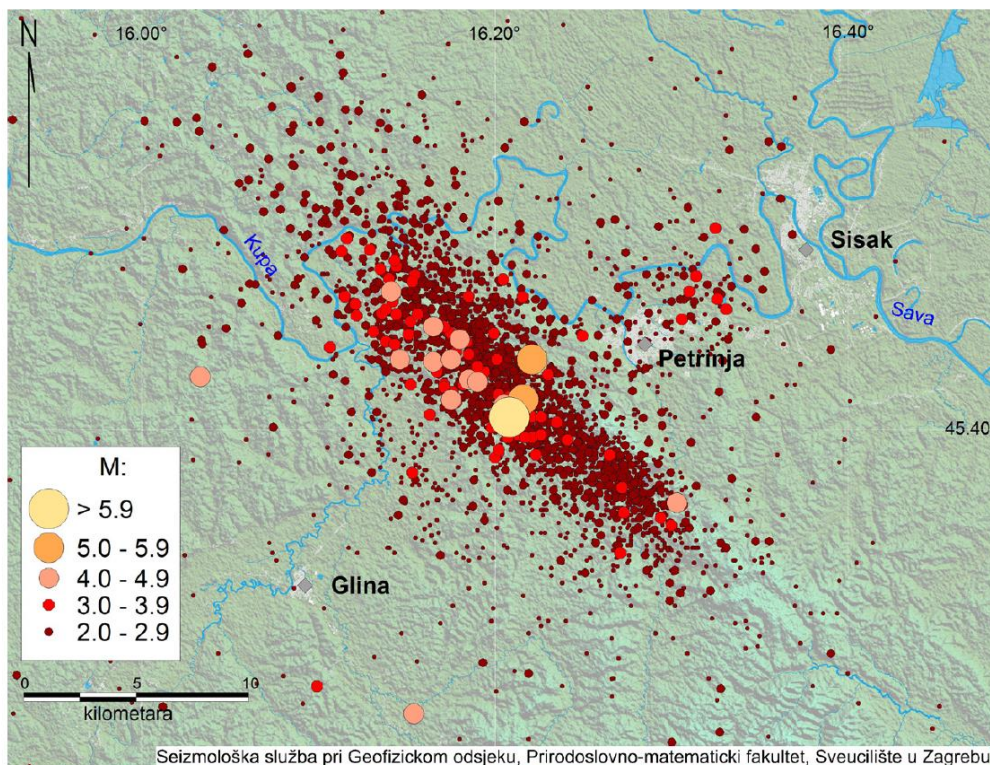 N
16.00°
16.20°
16.40°
Kupa
Sisak
Sava
Petrinja
45.40
M:
> 5.9
5.0 - 5.9
4.0 - 4.9
3.0 - 3.9
2.0 - 2.9
Glina
0 5 10
kilometara
Seizmološka služba pri Geofizickom odsjeku, Prirodoslovno-matematicki fakultet, Sveucilište u Zagrebu